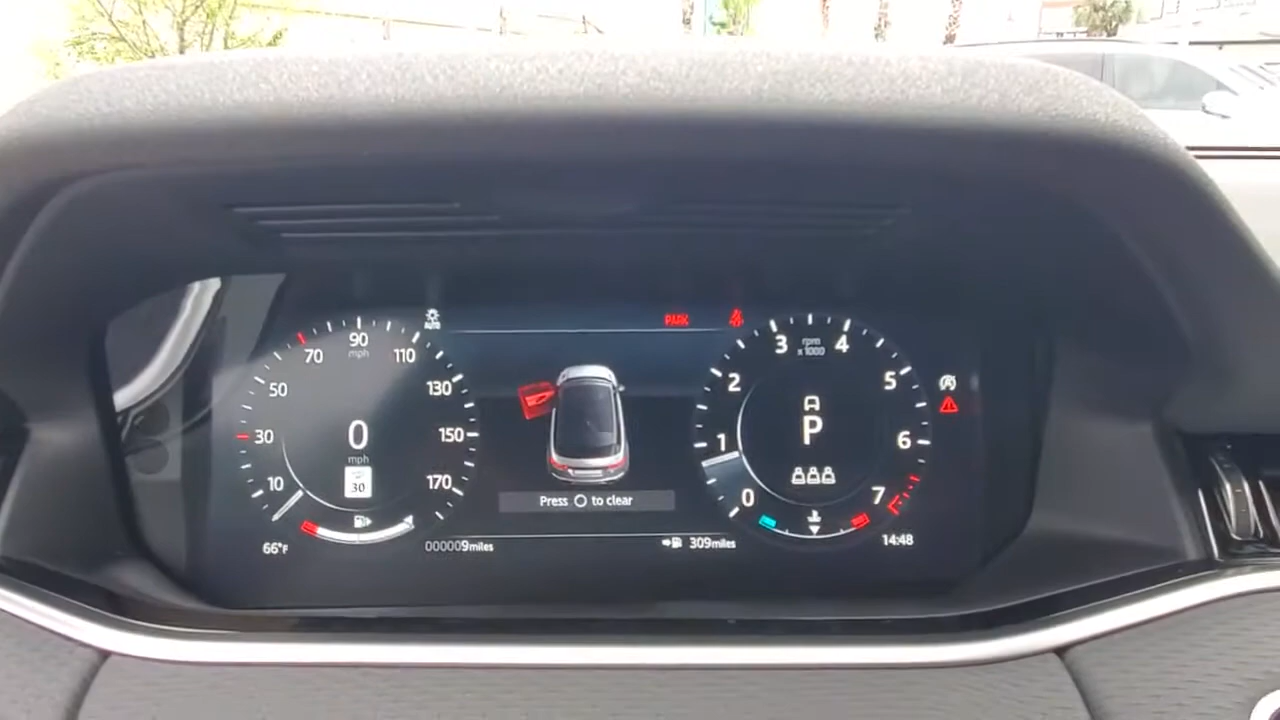 AUTO
PARK
90
mph
70
110
50
130
30
150
10
170
0
mph
30
Press
to clear
rpm
x1000
3
4
2
5
1
6
0
7
P
66°F
000009miles
309miles
14:48